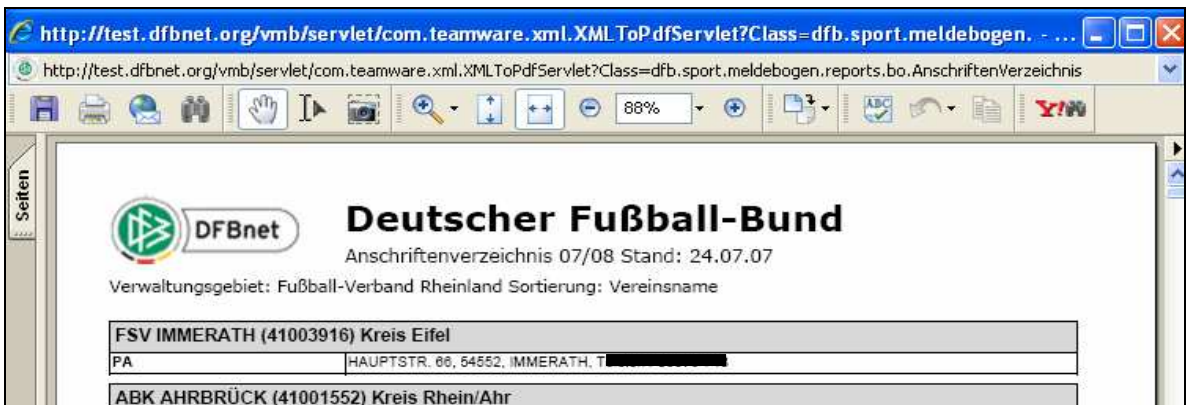 http://test.dfbnet.org/vmb/servlet/com.teamware.xml.XMLToPdfServlet?Class=dfb.sport.meldebogen. - ...
http://test.dfbnet.org/vmb/servlet/com.teamware.xml.XMLToPdfServlet?Class=dfb.sport.meldebogen.reports.bo.AnschriftenVerzeichnis
88%
ABC
Y!
Seiten
DFBnet
Deutscher Fußball-Bund
Anschriftenverzeichnis 07/08 Stand: 24.07.07
Verwaltungsgebiet: Fußball-Verband Rheinland Sortierung: Vereinsname
FSV IMMERATH (41003916) Kreis Eifel
PA HAUPTSTR. 66, 54552, IMMERATH, T
ABK AHRBRÜCK (41001552) Kreis Rhein/Ahr